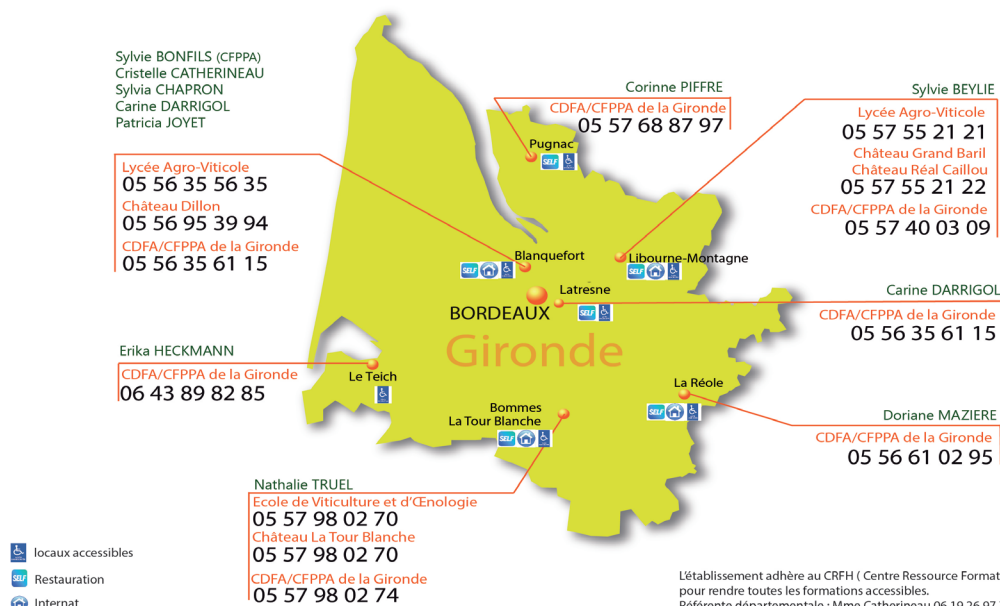 Sylvie BONFILS (CFPPA)
Cristelle CATHERINEAU
Sylvia CHAPRON
Carine DARRIGOL
Patricia JOYET
Lycée Agro-Viticole
05 56 35 56 35
Château Dillon
05 56 95 39 94
CDFA/CFPPA de la Gironde
05 56 35 61 15
Corinne PIFFRE
CDFA/CFPPA de la Gironde
05 57 68 87 97
Pugnac
SELF
Sylvie BEYLIE
Lycée Agro-Viticole
05 57 55 21 21
Château Grand Baril
Château Réal Caillou
05 57 55 21 22
CDFA/CFPPA de la Gironde
05 57 40 03 09
Blanquefort
SELF
Libourne-Montagne
SELF
Latresne
SELF
BORDEAUX
Gironde
Carine DARRIGOL
CDFA/CFPPA de la Gironde
05 56 35 61 15
Erika HECKMANN
CDFA/CFPPA de la Gironde
06 43 89 82 85
Le Teich
La Réole
SELF
Bommes
La Tour Blanche
SELF
Doriane MAZIERE
CDFA/CFPPA de la Gironde
05 56 61 02 95
Nathalie TRUEL
Ecole de Viticulture et d'Œnologie
05 57 98 02 70
Château La Tour Blanche
05 57 98 02 70
CDFA/CFPPA de la Gironde
05 57 98 02 74
locaux accessibles
SELF Restauration
Internat
L'établissement adhère au CRFH ( Centre Ressource Format
pour rendre toutes les formations accessibles.
Référente départementale : Mme Catherineau 06 19 26 97